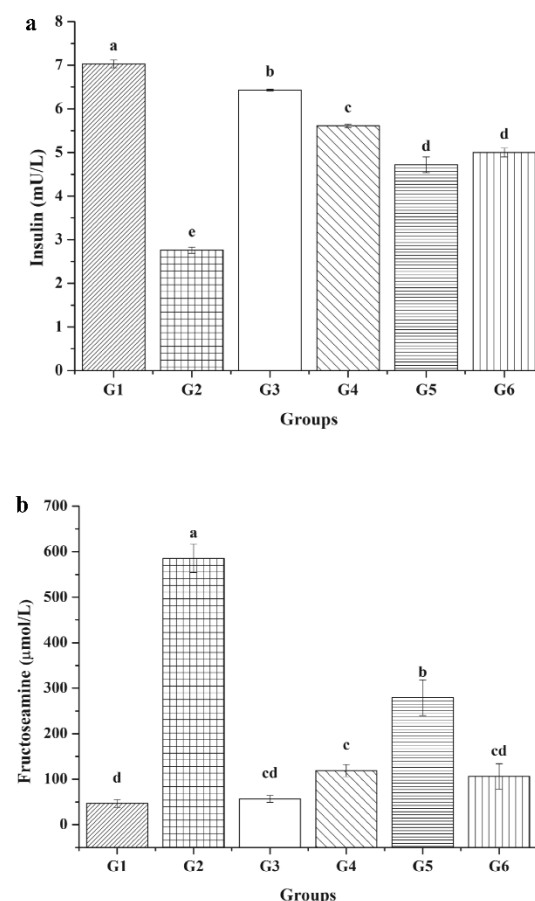 a
8
7
6
5
4
3
2
1
0
Insulin (mU/L)
a
e
b
c
d
d
G1 G2 G3 G4 G5 G6
Groups
b
700
600
500
400
300
200
100
0
Fructoseamine (μmol/L)
d
a
cd
c
b
cd
G1 G2 G3 G4 G5 G6
Groups